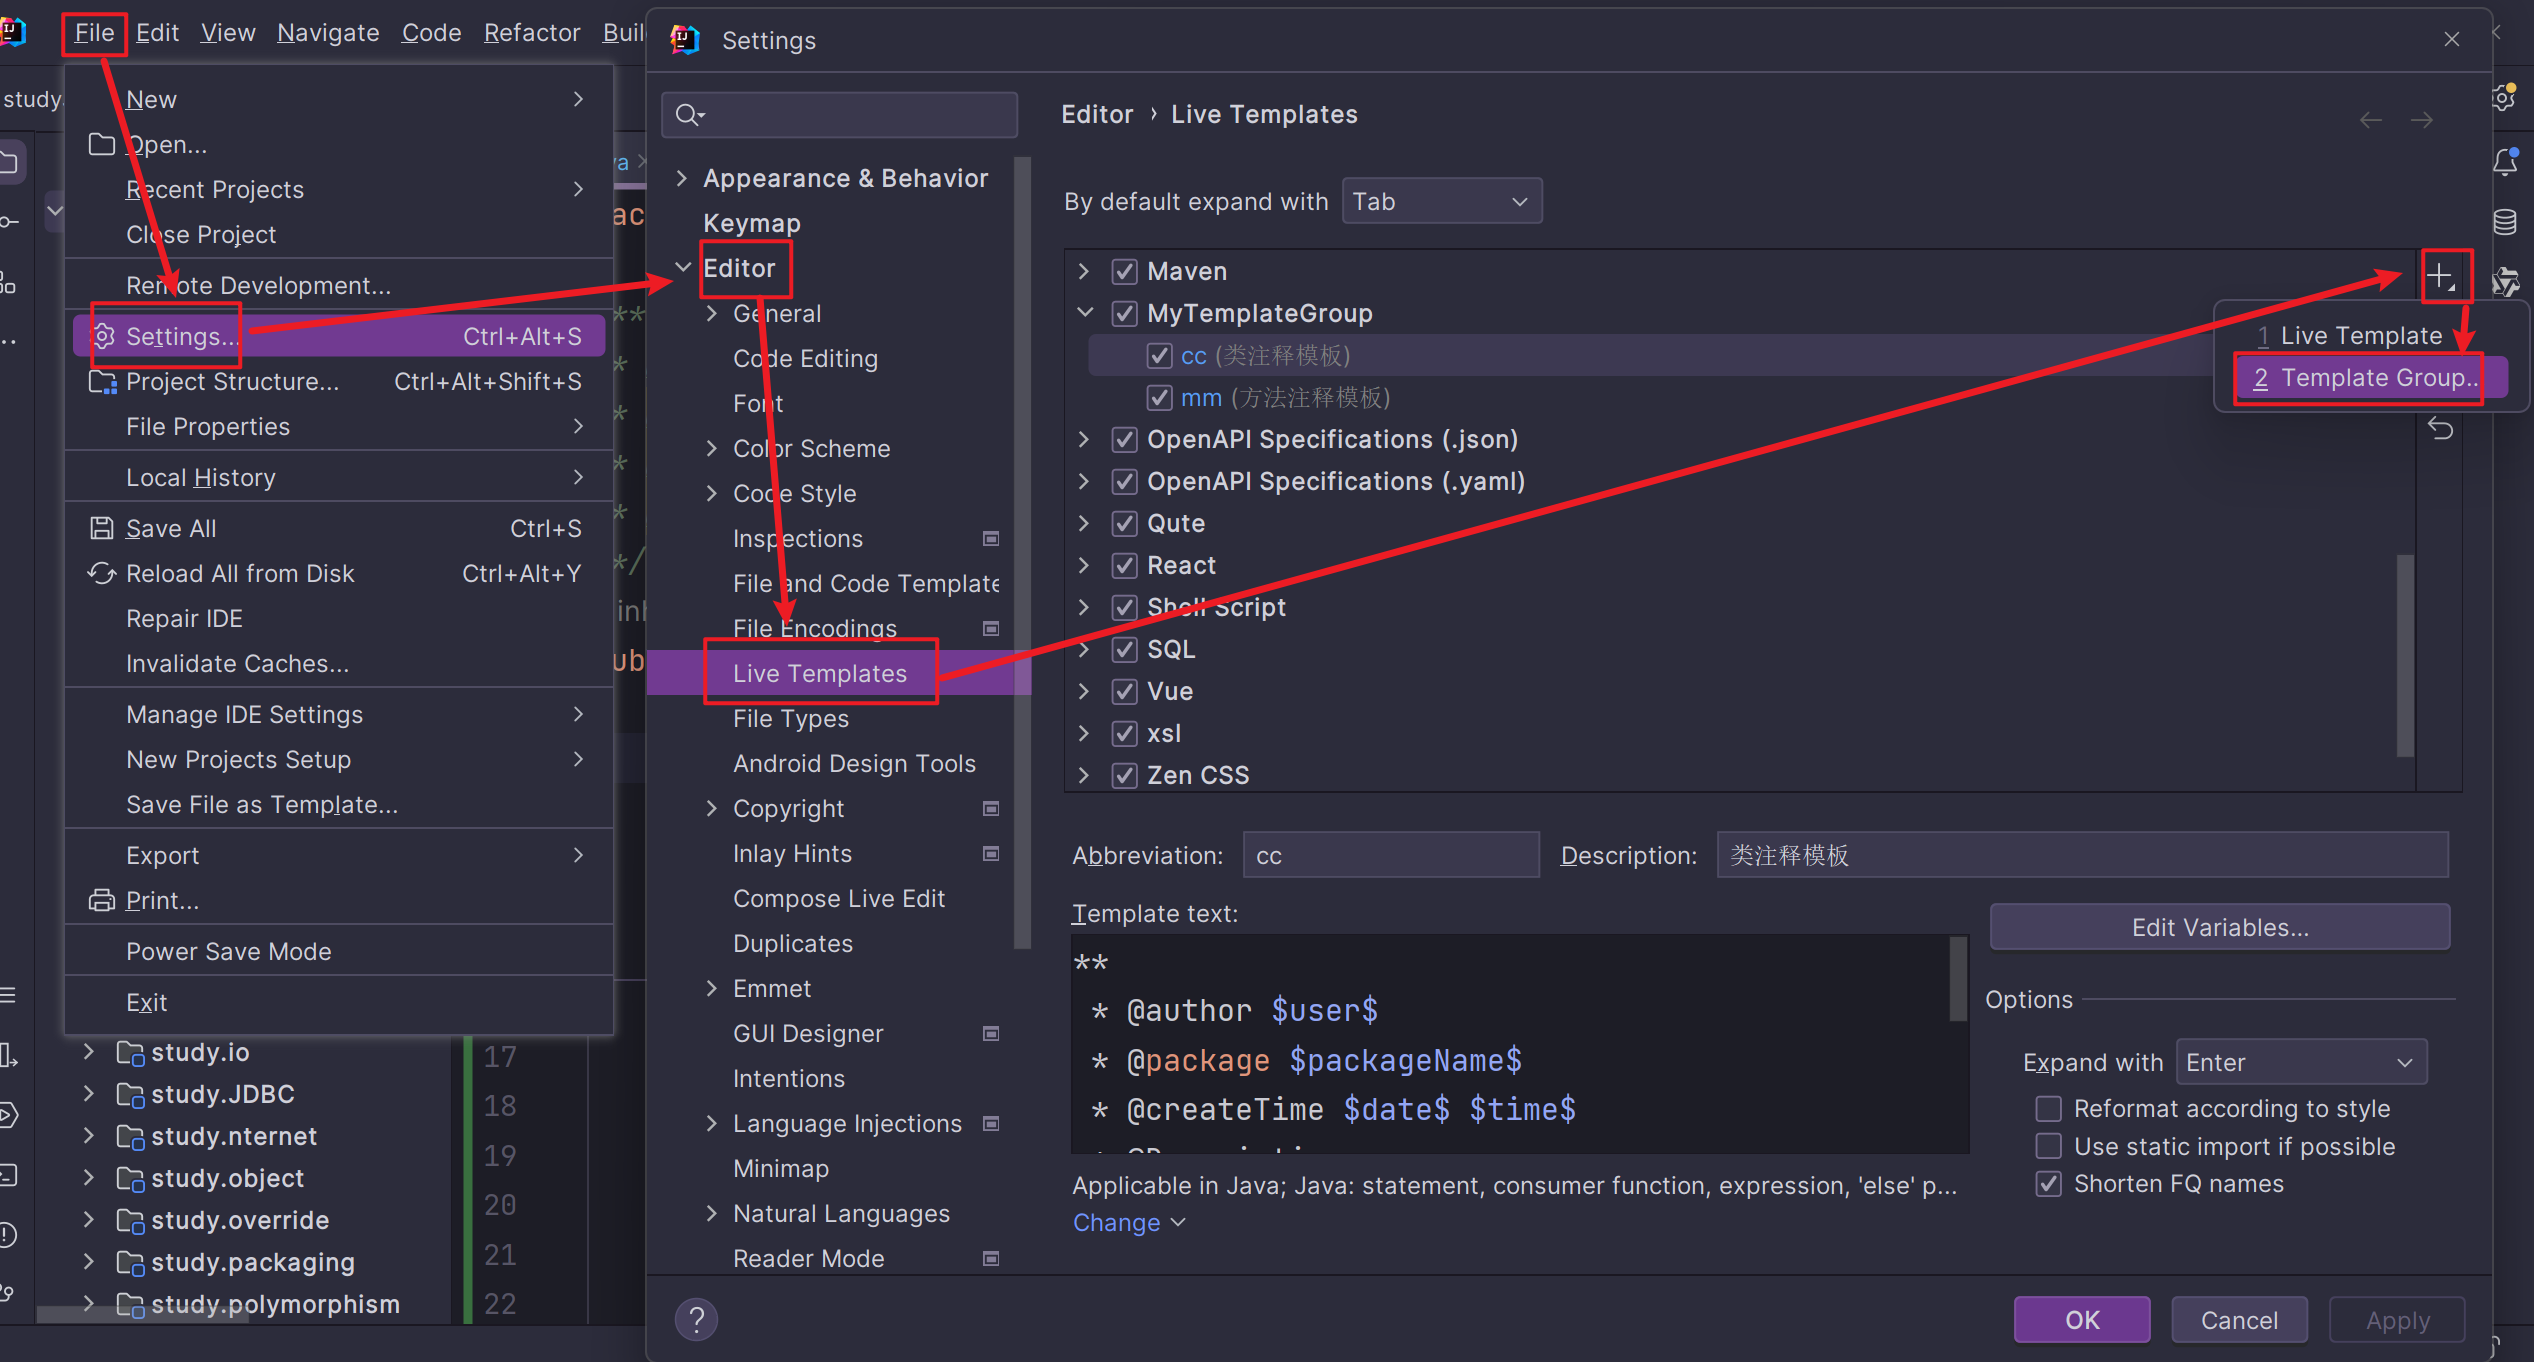 File Edit View Navigate Code Refactor
study.
New
Open...
Recent Projects
Close Project
Remote Development...
Settings... Ctrl+Alt+S
Project Structure... Ctrl+Alt+Shift+S
File Properties
Local History
Save All Ctrl+S
Reload All from Disk Ctrl+Alt+Y
Repair IDE
Invalidate Caches...
Manage IDE Settings
New Projects Setup
Save File as Template...
Export
Print...
Power Save Mode
Exit
study.io
study.JDBC
study.nternet
study.object
study.override
study.packaging
study.polymorphism
17
18
19
20
21
22
Settings
Appearance & Behavior
Keymap
Editor
General
Code Editing
Font
Color Scheme
Code Style
Inspections
File and Code Template
File Encodings
Live Templates
File Types
Android Design Tools
Copyright
Inlay Hints
Compose Live Edit
Duplicates
Emmet
GUI Designer
Intentions
Language Injections
Minimap
Natural Languages
Reader Mode
Editor › Live Templates
By default expand with Tab
Maven
MyTemplateGroup
cc (类注释模板)
mm (方法注释模板)
OpenAPI Specifications (.json)
OpenAPI Specifications (.yaml)
Qute
React
Shell Script
SQL
Vue
xsl
Zen CSS
1 Live Template
2 Template Group..
Abbreviation: cc Description: 类注释模板
Template text:
**
* @author $user$
* @package $packageName$
* @createTime $date$ $time$
Edit Variables...
Options
Expand with Enter
Reformat according to style
Use static import if possible
Shorten FQ names
Applicable in Java; Java: statement, consumer function, expression, 'else' p...
Change
?
OK Cancel Apply